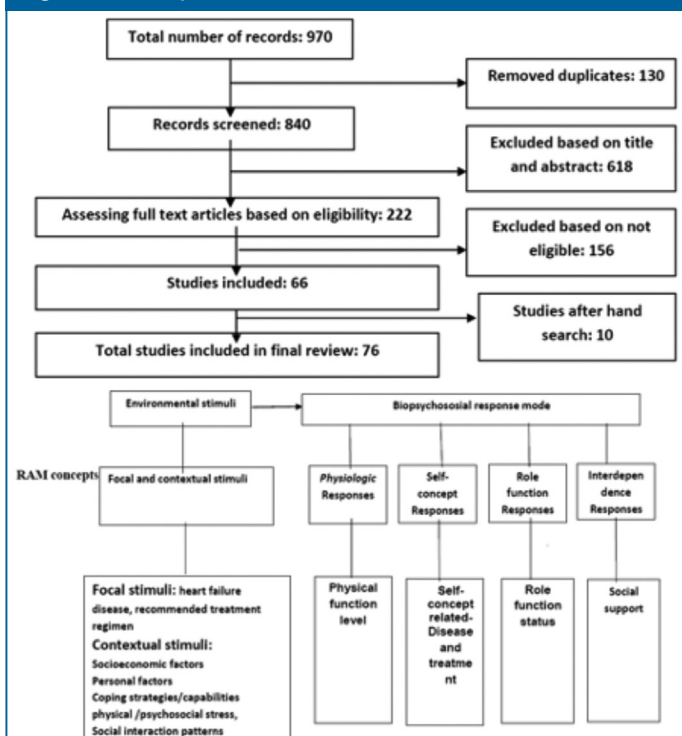 Total number of records: 970
Removed duplicates: 130
Records screened: 840
Excluded based on title
and abstract: 618
Assessing full text articles based on eligibility: 222
Excluded based on not
eligible: 156
Studies included: 66
Studies after hand
search: 10
Total studies included in final review: 76
Environmental stimuli
Biopsychososial response mode
RAM concepts
Focal and contextual stimuli
Physiologic
Responses
Self-
concept
Responses
Role
function
Responses
Interdepen
dence
Responses
Focal stimuli: heart failure
disease, recommended treatment
regimen
Contextual stimuli:
Socioeconomic factors
Personal factors
Coping strategies/capabilities
physical /psychosocial stress,
Social interaction patterns
Physical
function
level
Self-
concept
related-
Disease
and
treatme
nt
Role
function
status
Social
support